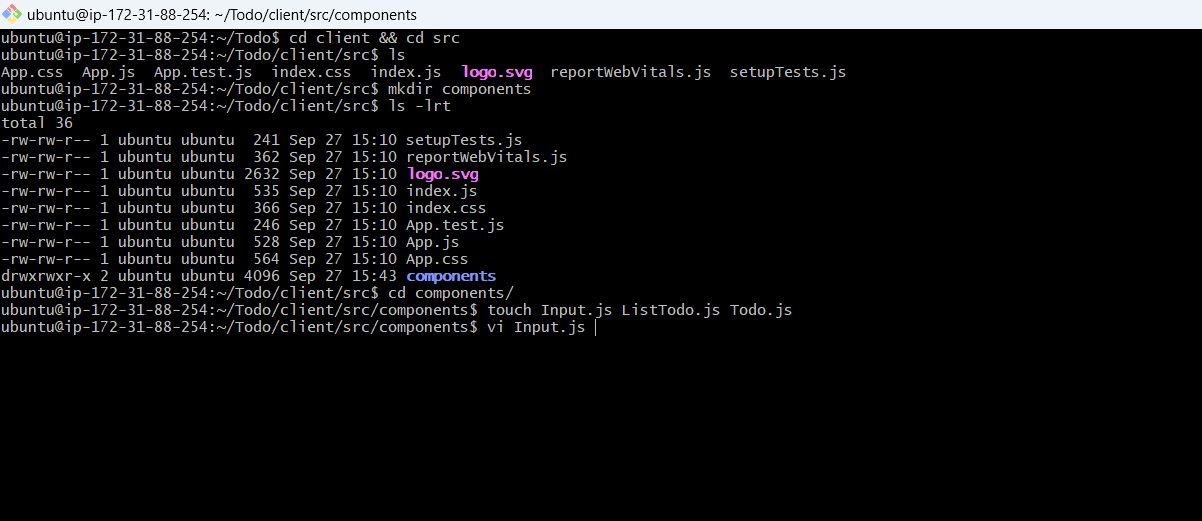 ubuntu@ip-172-31-88-254: ~/Todo/client/src/components
ubuntu@ip-172-31-88-254:~/Todo$ cd client && cd src
ubuntu@ip-172-31-88-254:~/Todo/client/src$ ls
App.css  App.js  App.test.js  index.css  index.js  logo.svg  reportWebVitals.js  setupTests.js
ubuntu@ip-172-31-88-254:~/Todo/client/src$ mkdir components
ubuntu@ip-172-31-88-254:~/Todo/client/src$ ls -lrt
total 36
-rw-rw-r-- 1 ubuntu ubuntu  241 Sep 27 15:10 setupTests.js
-rw-rw-r-- 1 ubuntu ubuntu  362 Sep 27 15:10 reportWebVitals.js
-rw-rw-r-- 1 ubuntu ubuntu 2632 Sep 27 15:10 logo.svg
-rw-rw-r-- 1 ubuntu ubuntu  535 Sep 27 15:10 index.js
-rw-rw-r-- 1 ubuntu ubuntu  366 Sep 27 15:10 index.css
-rw-rw-r-- 1 ubuntu ubuntu  246 Sep 27 15:10 App.test.js
-rw-rw-r-- 1 ubuntu ubuntu  528 Sep 27 15:10 App.js
-rw-rw-r-- 1 ubuntu ubuntu  564 Sep 27 15:10 App.css
drwxrwxr-x 2 ubuntu ubuntu 4096 Sep 27 15:43 components
ubuntu@ip-172-31-88-254:~/Todo/client/src$ cd components/
ubuntu@ip-172-31-88-254:~/Todo/client/src/components$ touch Input.js ListTodo.js Todo.js
ubuntu@ip-172-31-88-254:~/Todo/client/src/components$ vi Input.js